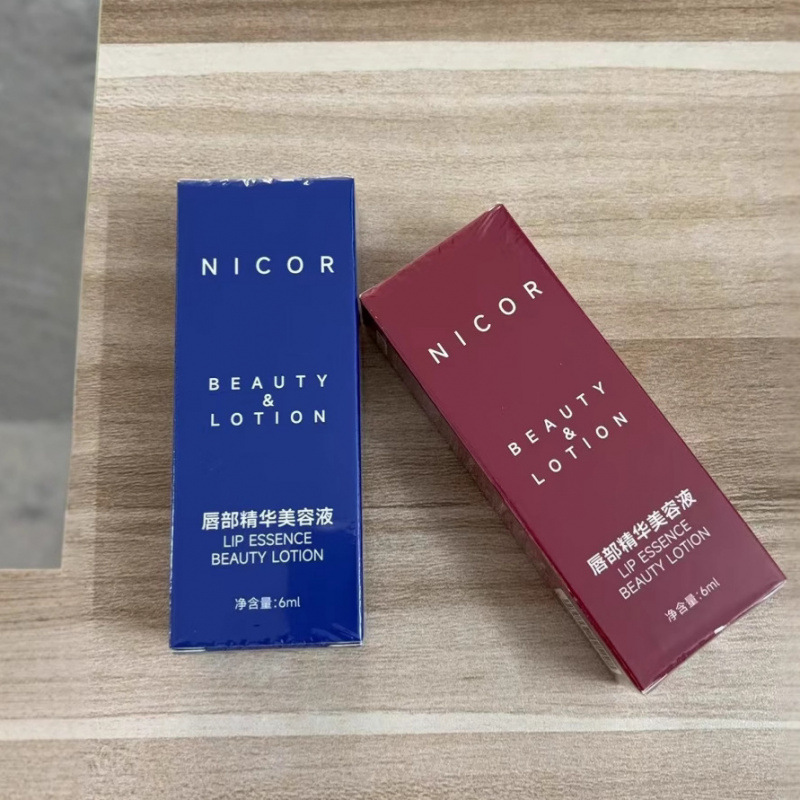 NICOR
BEAUTY
&
LOTION
唇部精华美容液
LIP ESSENCE
BEAUTY LOTION
净含量:6ml
NICOR
BEAUTY
&
LOTION
唇部精华美容液
LIP ESSENCE
BEAUTY LOTION
净含量:6ml